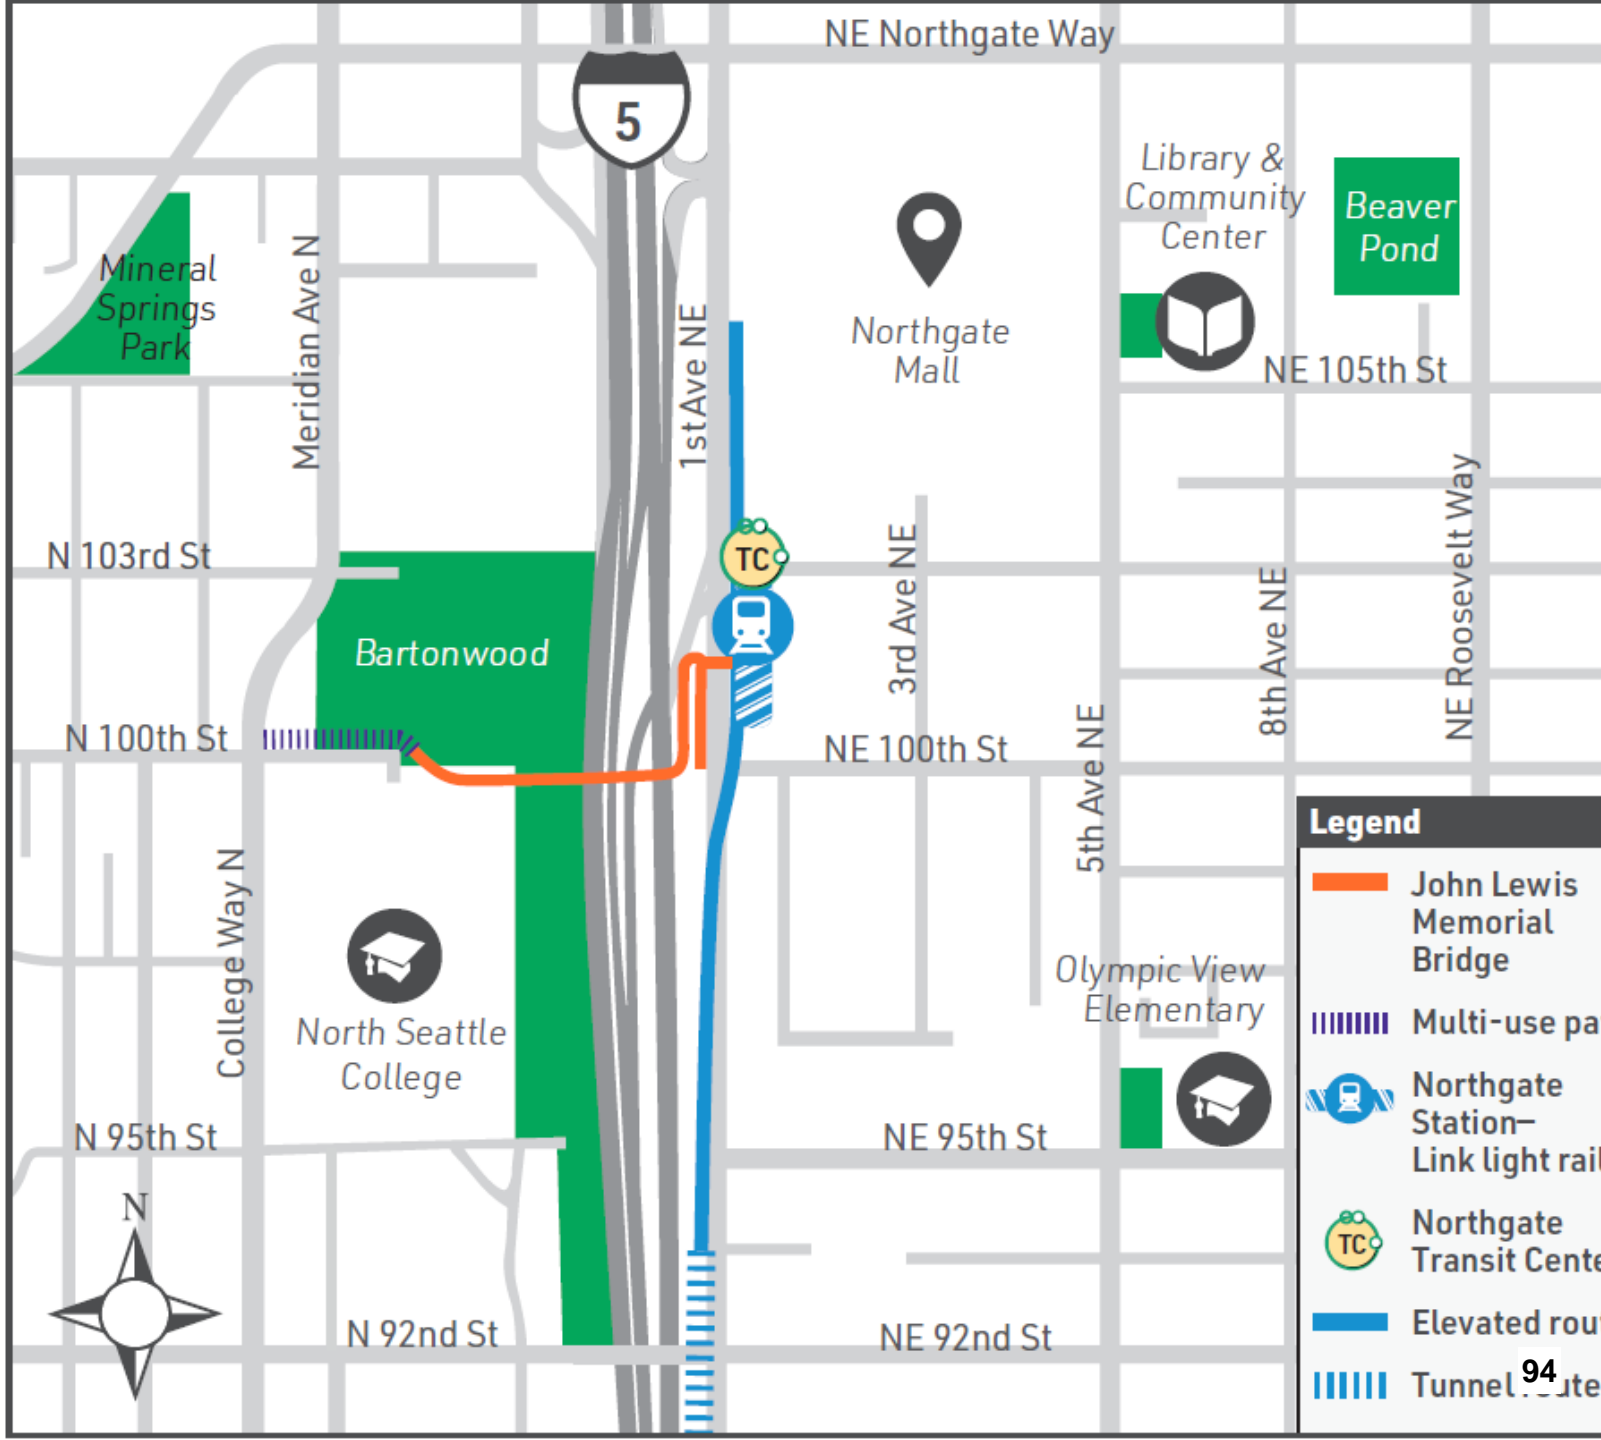 NE Northgate Way
5
Library &
Community
Center
Beaver
Pond
Mineral
Springs
Park
Meridian Ave N
1st Ave NE
Northgate
Mall
NE 105th St
N 103rd St
TC
3rd Ave NE
8th Ave NE
NE Roosevelt Way
Bartonwood
N 100th St
NE 100th St
5th Ave NE
College Way N
North Seattle
College
Olympic View
Elementary
N 95th St
NE 95th St
N
N 92nd St
NE 92nd St
Legend
John Lewis
Memorial
Bridge
Multi-use pa
Northgate
Station–
Link light rail
TC
Northgate
Transit Cente
Elevated rou
94
Tunnel